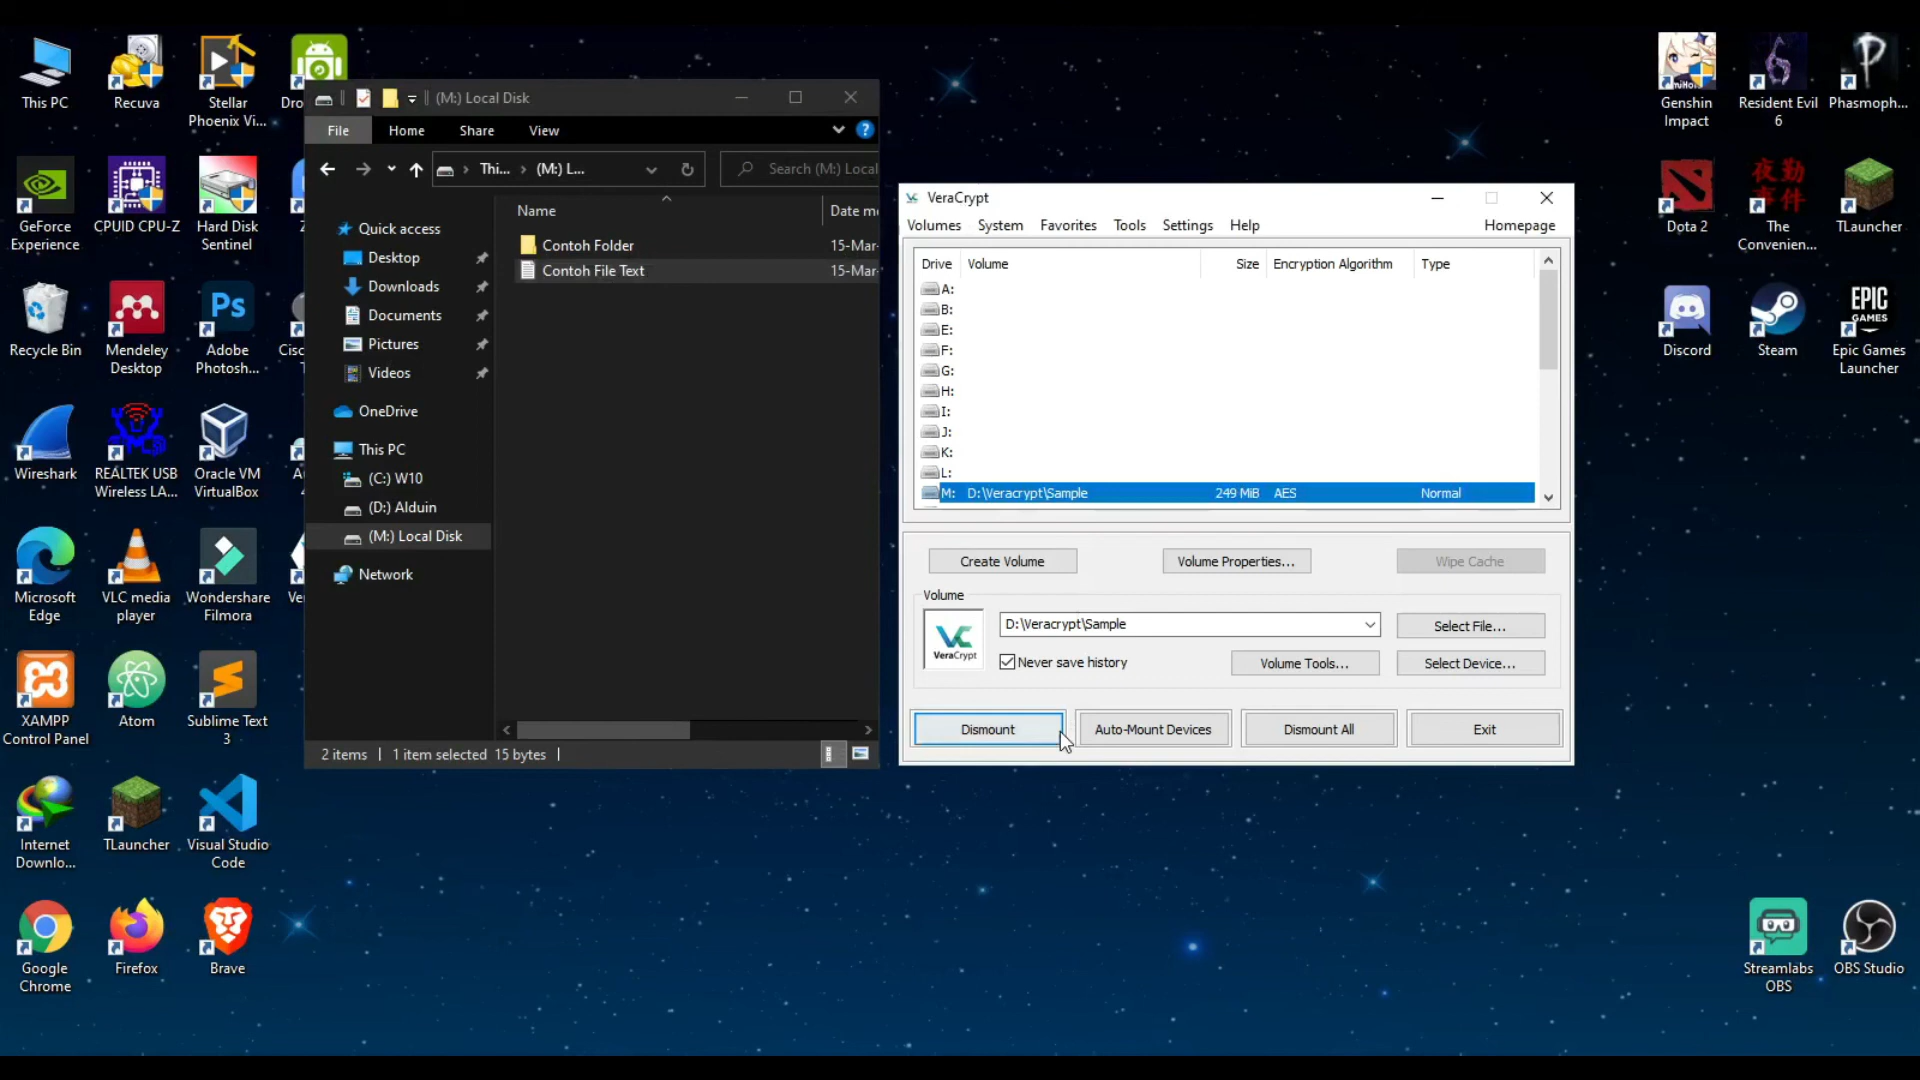 This PC
Recuva
Stellar
Phoenix Vi...
GeForce
Experience
CPUID CPU-Z
Hard Disk
Sentinel
Recycle Bin
Mendeley
Desktop
Ps
Adobe
Photosh...
Wireshark
REALTEK USB
Wireless LA...
Oracle VM
VirtualBox
Microsoft
Edge
VLC media
player
Wondershare
Filmora
XAMPP
Control Panel
Atom
Sublime Text
3
Internet
Downlo...
TLauncher
Visual Studio
Code
Google
Chrome
Firefox
Brave
(M:) Local Disk
File
Home
Share
View
Thi...
(M:) L...
Search (M:) Local
Name
Date m
Contoh Folder
15-Mar-
Contoh File Text
15-Mar-
Quick access
Desktop
Downloads
Documents
Pictures
Videos
OneDrive
This PC
(C:) W10
(D:) Alduin
(M:) Local Disk
Network
2 items
1 item selected 15 bytes
VeraCrypt
Volumes System Favorites Tools Settings Help Homepage
Drive Volume Size Encryption Algorithm Type
A:
B:
E:
F:
G:
H:
I:
J:
K:
L:
M: D:\Veracrypt\Sample 249 MiB AES Normal
Create Volume
Volume Properties...
Wipe Cache
Volume
VeraCrypt
D:\Veracrypt\Sample
Select File...
Never save history
Volume Tools...
Select Device...
Dismount
Auto-Mount Devices
Dismount All
Exit
Genshin
Impact
Resident Evil
6
Phasmoph...
Dota 2
夜勤
事件
The
Convenien...
TLauncher
Discord
Steam
EPIC
GAMES
Epic Games
Launcher
Streamlabs
OBS
OBS Studio